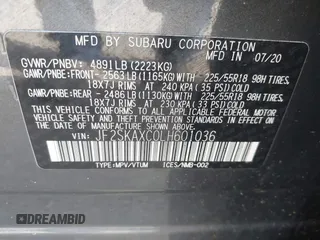 MFD BY SUBARU CORPORATION 07/20
GVWR/PNBV: 4891LB (2223KG)
GAWR/PNBE:FRONT- 2563LB(1165KG)WITH 225/55R18 98H TIRES,
18X7J RIMS AT 240 KPA(35 PSI)COLD
GAWR/PNBE:REAR - 2486LB(1130KG)WITH 225/55R18 98H TIRES,
18X7J RIMS AT 230 KPA(33 PSI)COLD
THIS VEHICLE CONFORMS TO ALL APPLICABLE FEDERAL MOTOR
VEHICLE SAFETY, BUMPER, AND THEFT PREVENTION STANDARDS
IN EFFECT ON THE DATE OF MANUFACTURE SHOWN ABOVE.
VIN: JF2SKAXC0LH601036
TYPE:MPV/VTUM ICES/NMB-002
© DREAMBID
DREAMBID